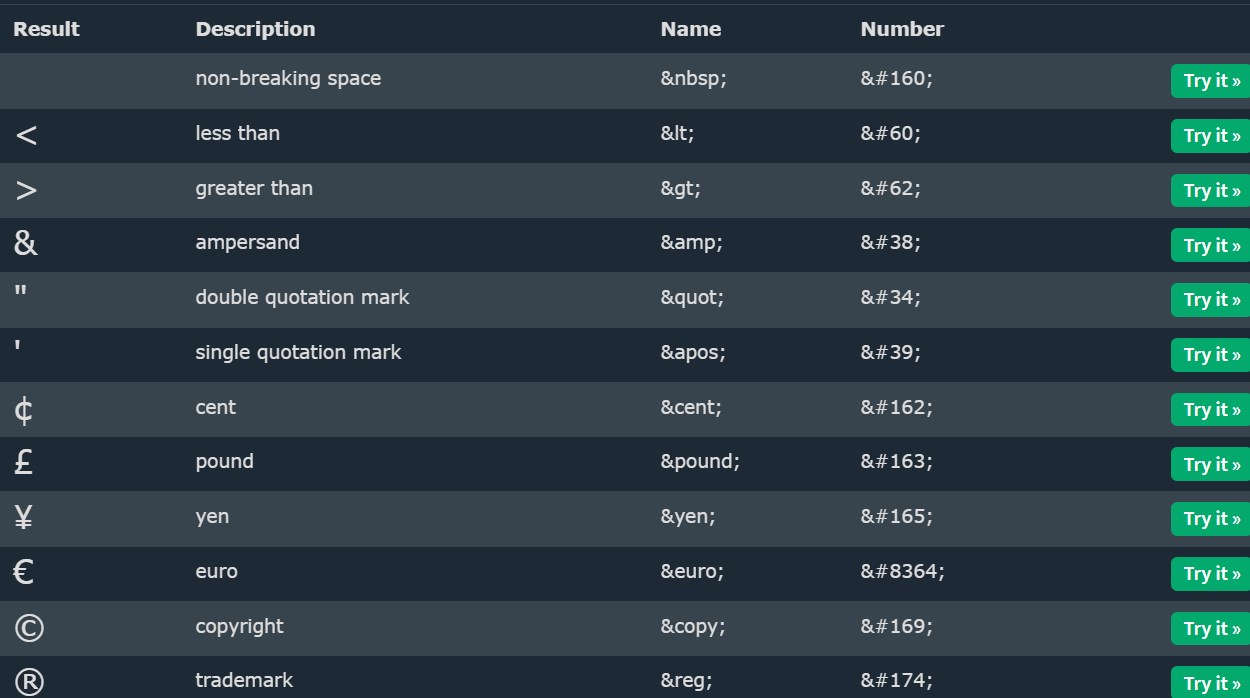 Result Description Name Number
non-breaking space &nbsp; &#160; Try it »
< less than &lt; &#60; Try it »
> greater than &gt; &#62; Try it »
& ampersand &amp; &#38; Try it »
" double quotation mark &quot; &#34; Try it »
' single quotation mark &apos; &#39; Try it »
¢ cent &cent; &#162; Try it »
£ pound &pound; &#163; Try it »
¥ yen &yen; &#165; Try it »
€ euro &euro; &#8364; Try it »
© copyright &copy; &#169; Try it »
® trademark &reg; &#174; Try it »